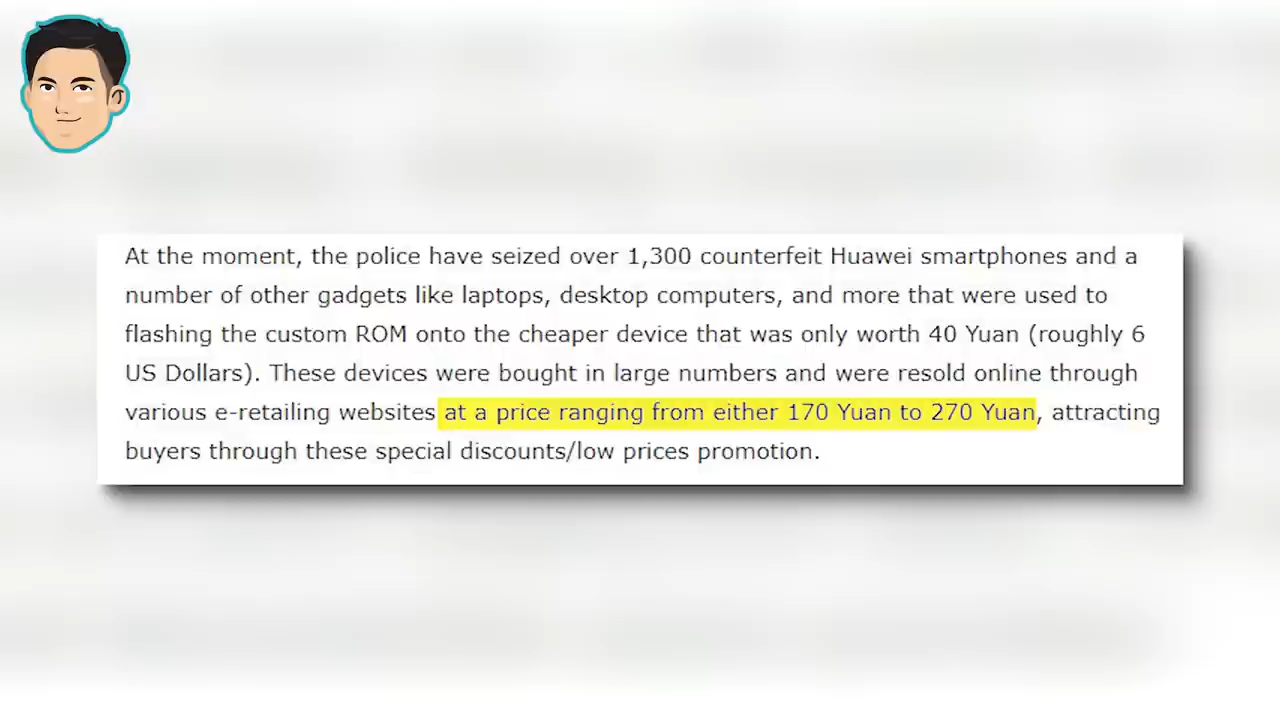 At the moment, the police have seized over 1,300 counterfeit Huawei smartphones and a
number of other gadgets like laptops, desktop computers, and more that were used to
flashing the custom ROM onto the cheaper device that was only worth 40 Yuan (roughly 6
US Dollars). These devices were bought in large numbers and were resold online through
various e-retailing websites at a price ranging from either 170 Yuan to 270 Yuan, attracting
buyers through these special discounts/low prices promotion.